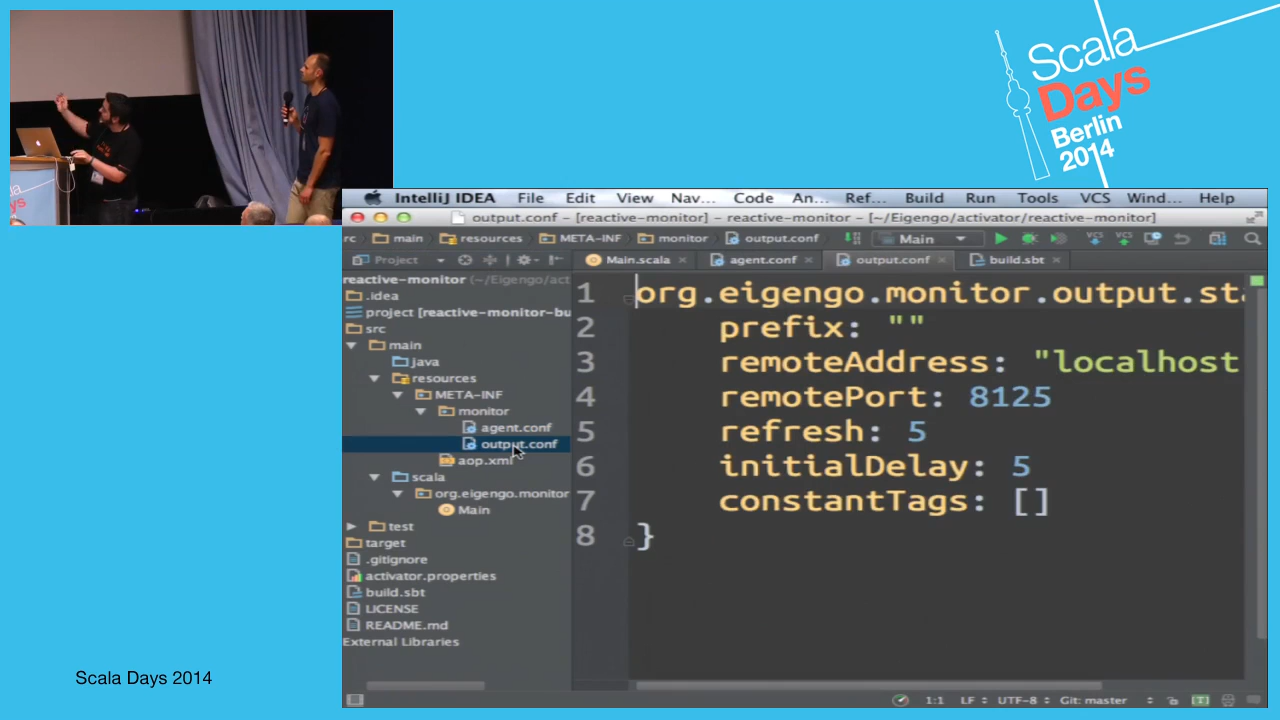 Scala
Days
Berlin
2014
Scala
Days
IntelliJ IDEA File Edit View Nav... Code An... Ref... Build Run Tools VCS Wind... Help
output.conf – [reactive-monitor] – reactive-monitor – [~/Eigengo/activator/reactive-monitor]
rc main resources META-INF monitor output.conf Main VCS VCS
Project Main.scala agent.conf output.conf build.sbt
reactive-monitor (~/Eigengo/act
.idea
project [reactive-monitor-bu
src
main
java
resources
META-INF
monitor
agent.conf
output.conf
aop.xml
scala
org.eigengo.monitor
Main
test
target
.gitignore
activator.properties
build.sbt
LICENSE
README.md
External Libraries
1 org.eigengo.monitor.output.st
2 prefix: ""
3 remoteAddress: "localhost
4 remotePort: 8125
5 refresh: 5
6 initialDelay: 5
7 constantTags: []
8 }
1:1 LF UTF-8 Git: master [T]
Scala Days 2014